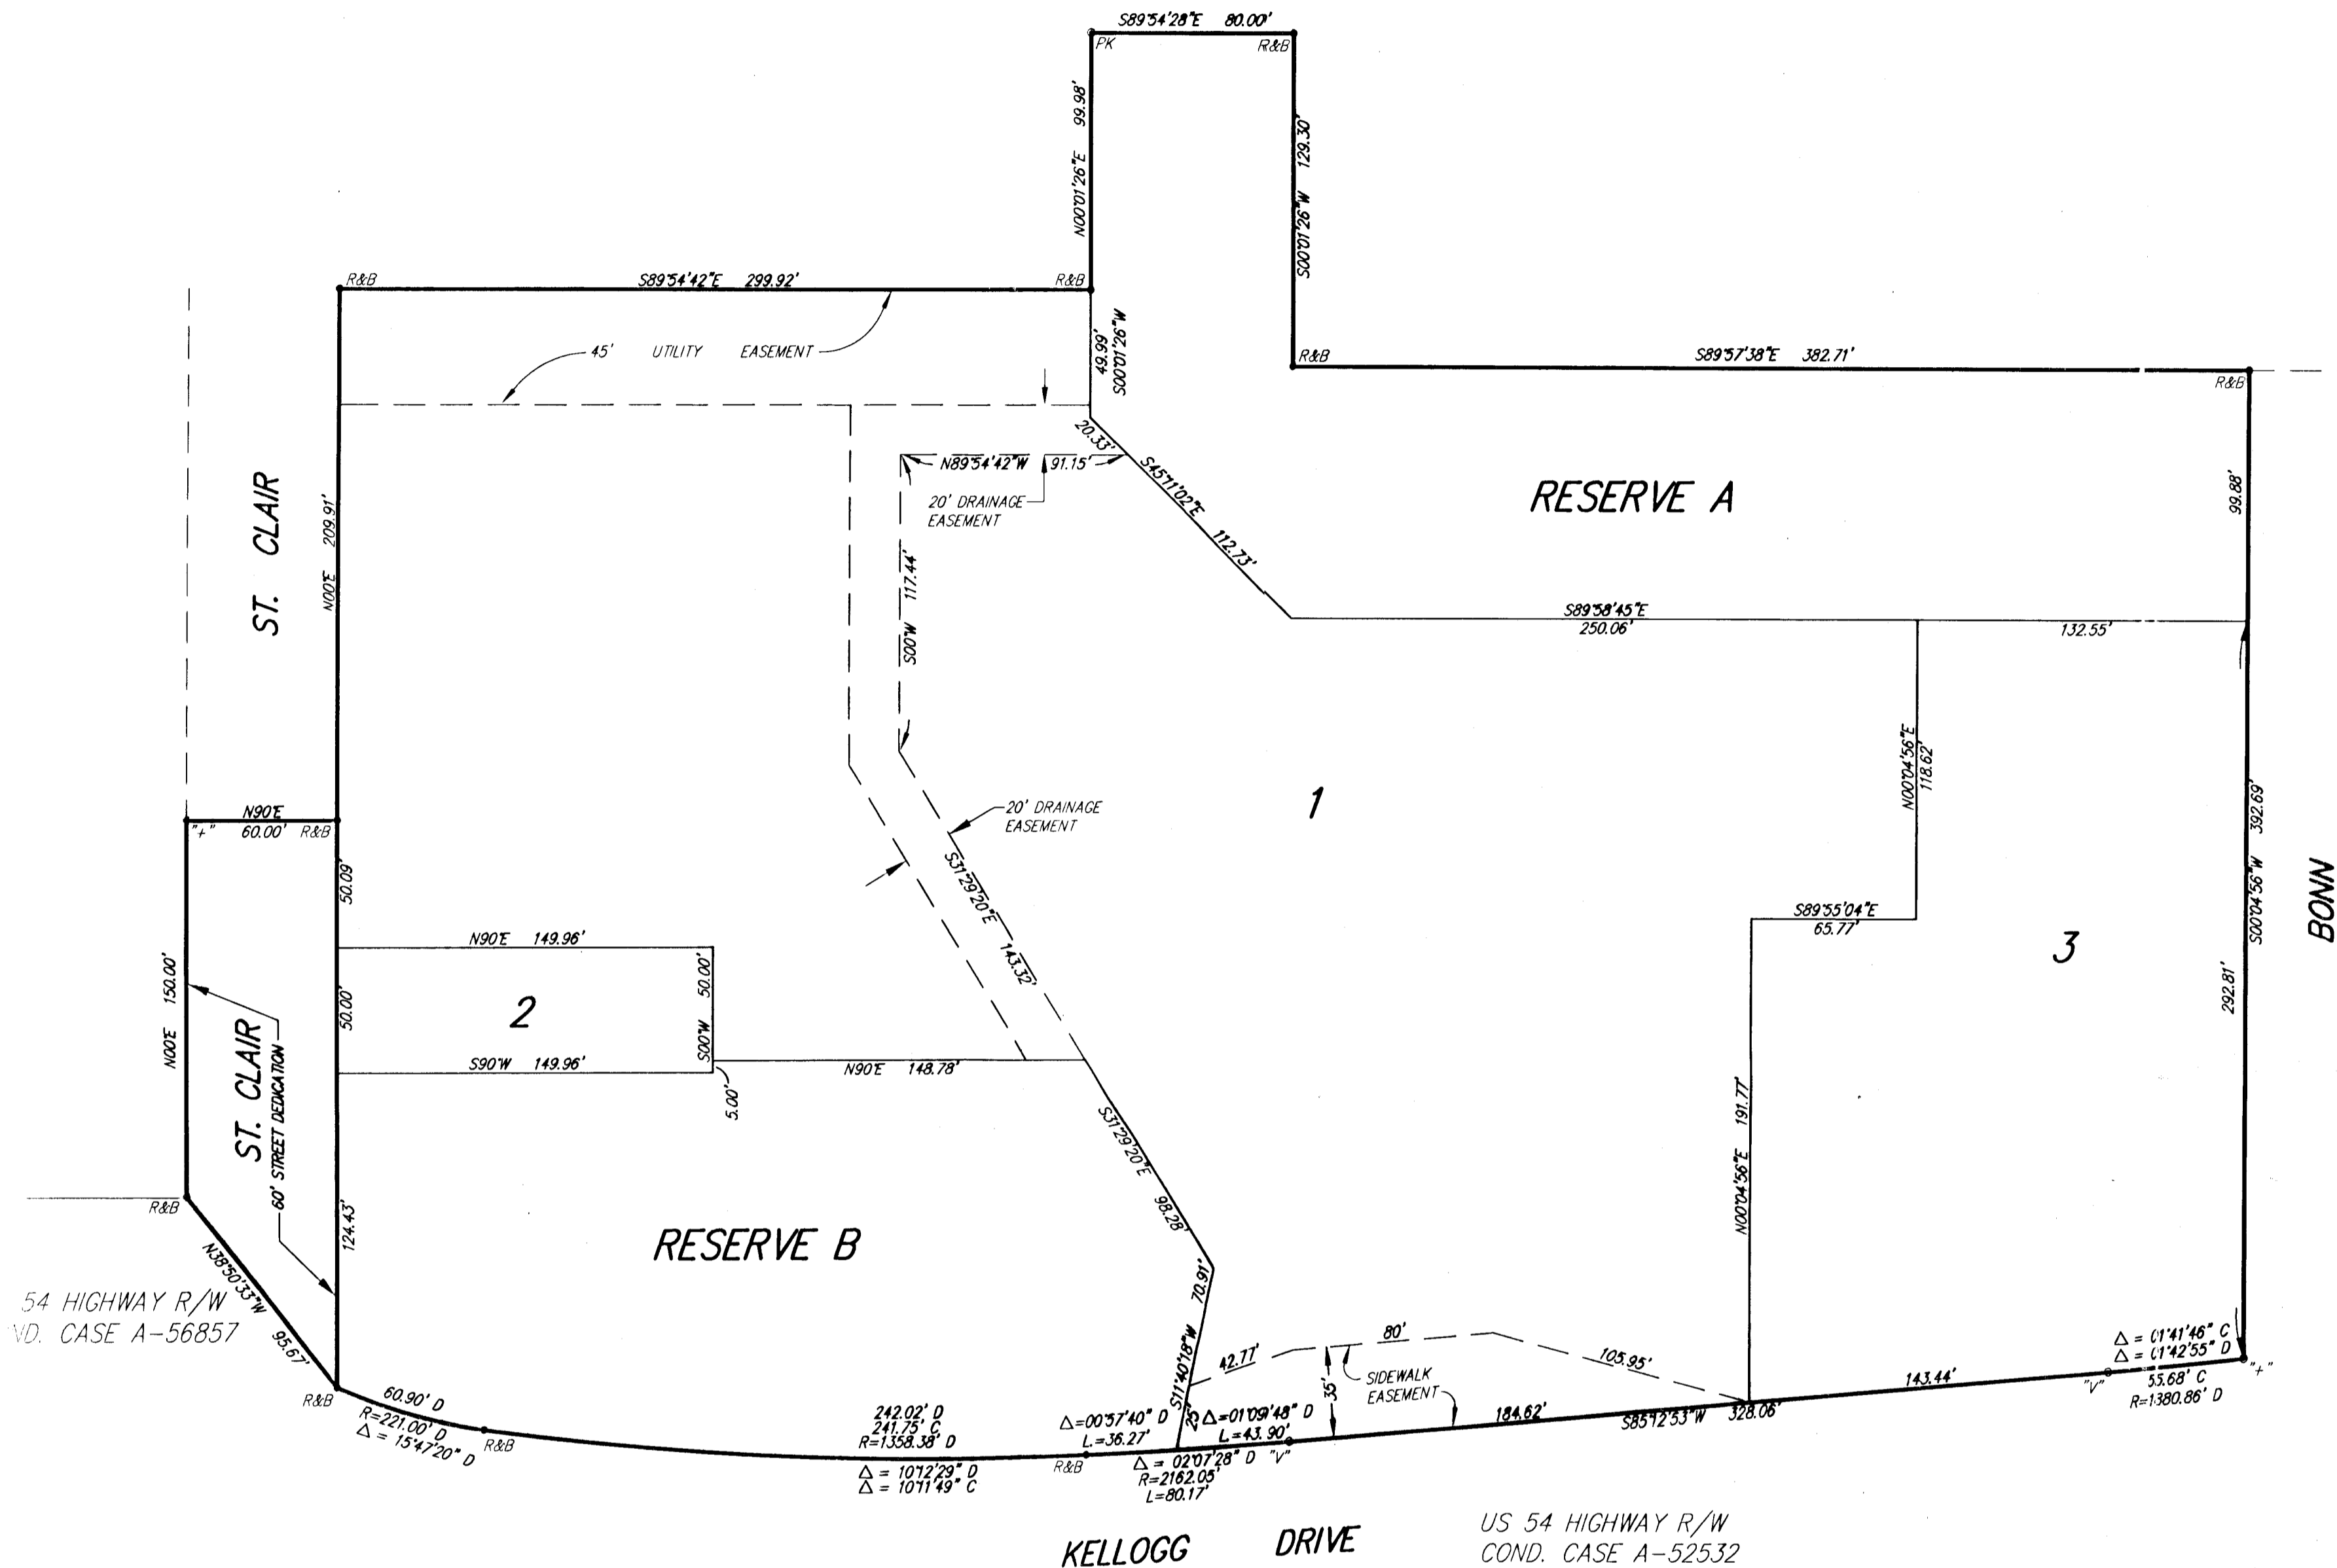 S89°54'28"E 80.00'
PK
R&B
N00°01'26"E 99.98'
S00°01'26"W 129.30'
R&B
S89°54'42"E 299.92'
R&B
45' UTILITY EASEMENT
49.99'
S00°01'26"W
R&B
S89°57'38"E 382.71'
R&B
20.33'
N89°54'42"W 91.15'
20' DRAINAGE
EASEMENT
S45°11'02"E 112.73'
RESERVE A
99.88'
ST. CLAIR
N00°E 209.91'
S00°W 117.44'
S89°58'45"E
250.06'
132.55'
N00°04'56"E
118.62'
1
20' DRAINAGE
EASEMENT
S31°29'20"E 143.32'
N90°E
"+" 60.00' R&B
50.09'
S00°04'56"W 392.69'
BONN
S89°55'04"E
65.77'
3
N90°E 149.96'
N00°E 150.00'
50.00'
2
S00°W 50.00'
292.81'
S90°W 149.96'
5.00'
N90°E 148.78'
ST. CLAIR
60' STREET DEDICATION
S31°29'20"E 98.28'
N00°04'56"E 191.77'
R&B
124.43'
RESERVE B
N38°50'33"W 95.67'
54 HIGHWAY R/W
ND. CASE A-56857
70.91'
S11°40'18"W
25'
42.77'
80'
105.95'
35'
SIDEWALK
EASEMENT
Δ = 01°41'46" C
Δ = 01°42'55" D
143.44'
"V"
55.68' C
R=1380.86' D
"+"
R&B
60.90' D
R=221.00' D
Δ = 15°47'20" D
R&B
242.02' D
241.75' C
R=1358.38' D
Δ = 10°12'29" D
Δ = 10°11'49" C
Δ=00°57'40" D
L=36.27'
R&B
Δ=01°09'48" D
L=43.90'
Δ = 02°07'28" D "V"
R=2162.05'
L=80.17'
184.62'
S85°12'53"W 328.06'
KELLOGG DRIVE
US 54 HIGHWAY R/W
COND. CASE A-52532